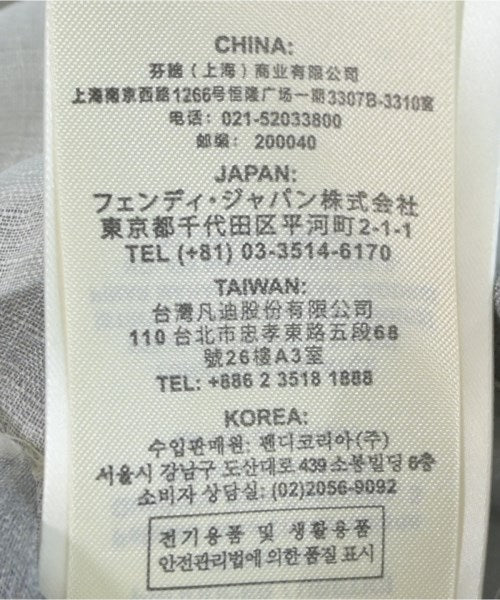 CHINA:
芬迪（上海）商业有限公司
上海南京西路1266号恒隆广场一期3307B-3310室
电话: 021-52033800
邮编: 200040
JAPAN:
フェンディ・ジャパン株式会社
東京都千代田区平河町2-1-1
TEL (+81) 03-3514-6170
TAIWAN:
台灣凡迪股份有限公司
110 台北市忠孝東路五段68
號26樓A3室
TEL: +886 2 3518 1888
KOREA:
수입판매원: 펜디코리아(주)
서울시 강남구 도산대로 439 소봉빌딩 6층
소비자 상담실: (02)2056-9092
전기용품 및 생활용품
안전관리법에 의한 품질 표시